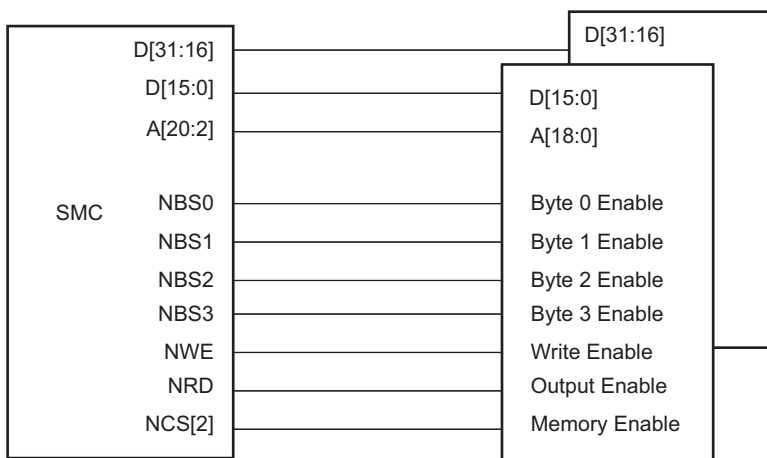 D[31:16] D[31:16]
D[15:0] D[15:0]
A[20:2] A[18:0]
SMC
NBS0 Byte 0 Enable
NBS1 Byte 1 Enable
NBS2 Byte 2 Enable
NBS3 Byte 3 Enable
NWE Write Enable
NRD Output Enable
NCS[2] Memory Enable